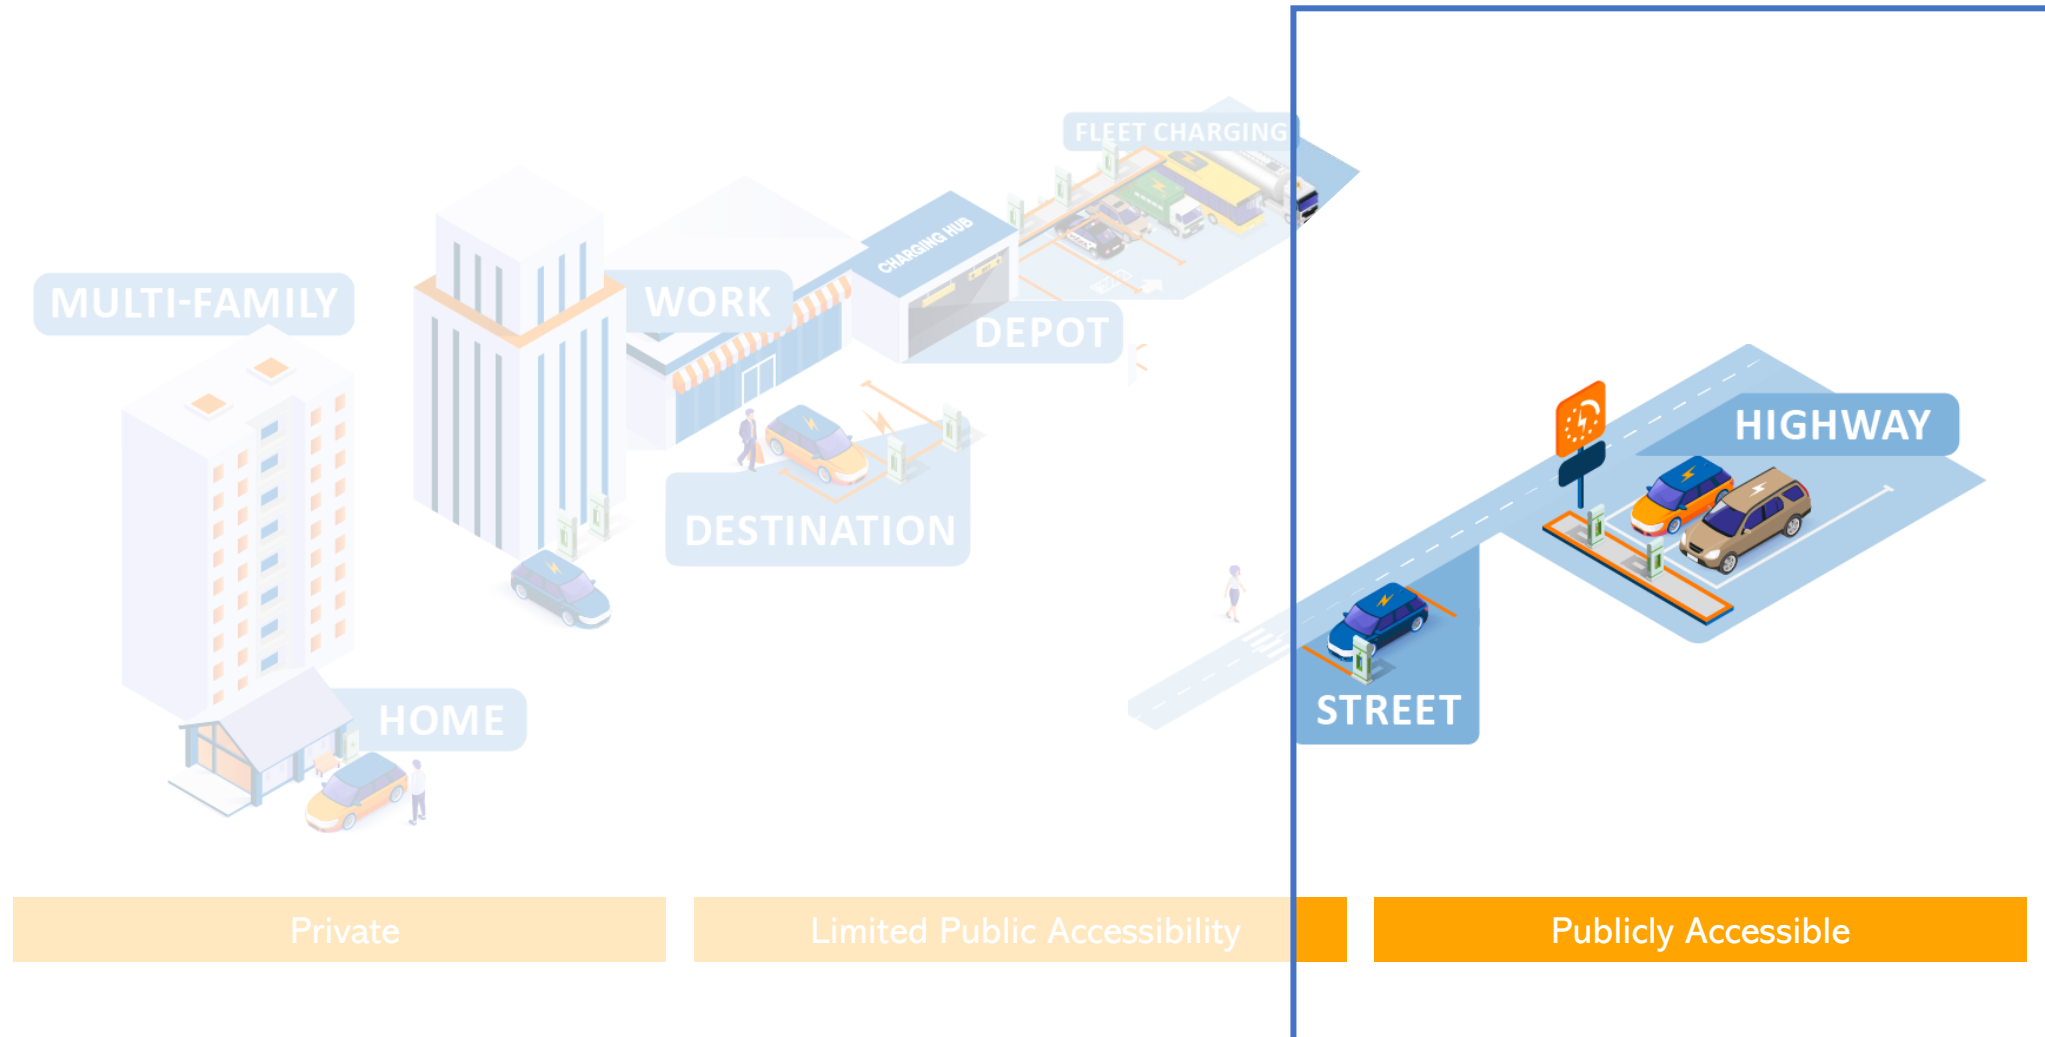 FLEET CHARGING
CHARGING HUB
MULTI-FAMILY
WORK
DEPOT
HIGHWAY
DESTINATION
STREET
HOME
Private
Limited Public Accessibility
Publicly Accessible